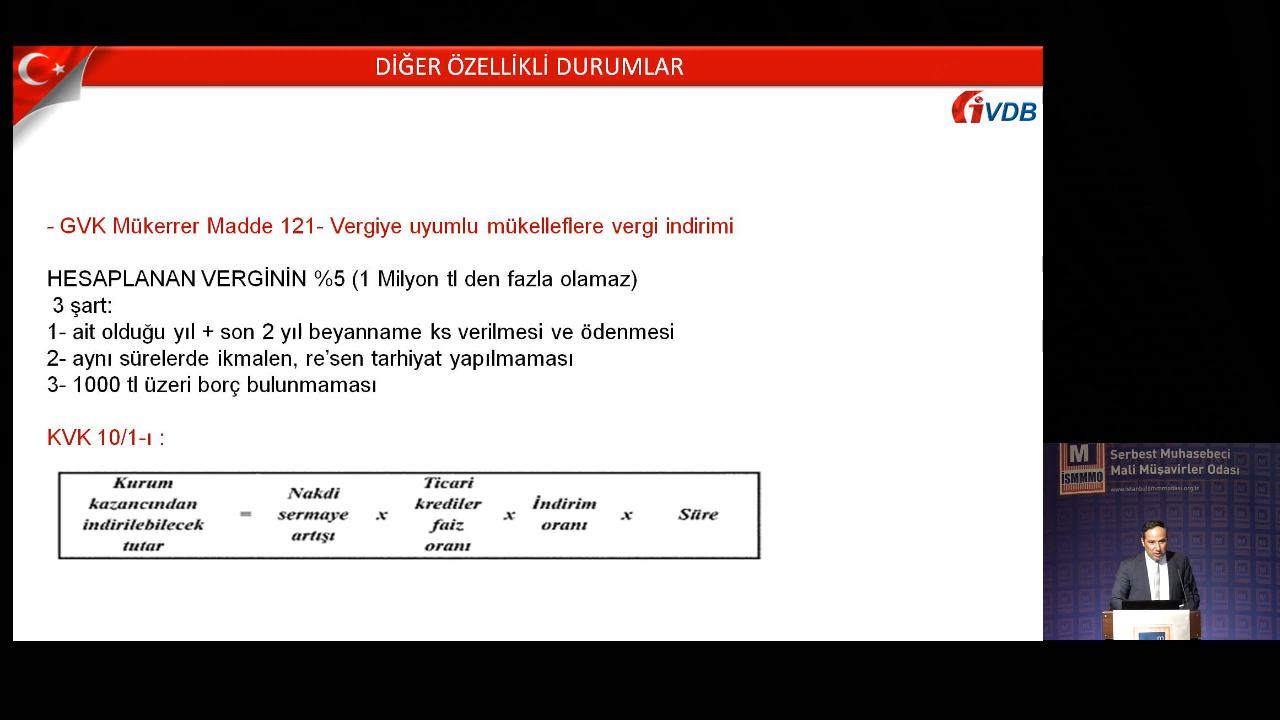 DİĞER ÖZELLİKLİ DURUMLAR
iVDB
- GVK Mükerrer Madde 121- Vergiye uyumlu mükelleflere vergi indirimi
HESAPLANAN VERGİNİN %5 (1 Milyon tl den fazla olamaz)
3 şart:
1- ait olduğu yıl + son 2 yıl beyanname ks verilmesi ve ödenmesi
2- aynı sürelerde ikmalen, re'sen tarhiyat yapılmaması
3- 1000 tl üzeri borç bulunmaması
KVK 10/1-ı :
Kurum kazancından indirilebilecek tutar = Nakdi sermaye artışı x Ticari krediler faiz oranı x İndirim oranı x Süre
M
İSMMMO
Serbest Muhasebeci
Mali Müşavirler Odası
www.istanbulsmmmodasi.org.tr